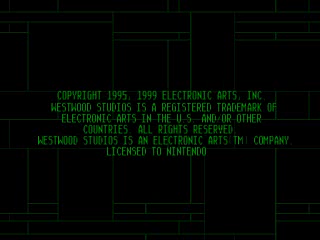 COPYRIGHT 1995, 1999 ELECTRONIC ARTS, INC.
WESTWOOD STUDIOS IS A REGISTERED TRADEMARK OF
ELECTRONIC ARTS IN THE U.S. AND/OR OTHER
COUNTRIES. ALL RIGHTS RESERVED.
WESTWOOD STUDIOS IS AN ELECTRONIC ARTS(TM) COMPANY
LICENSED TO NINTENDO